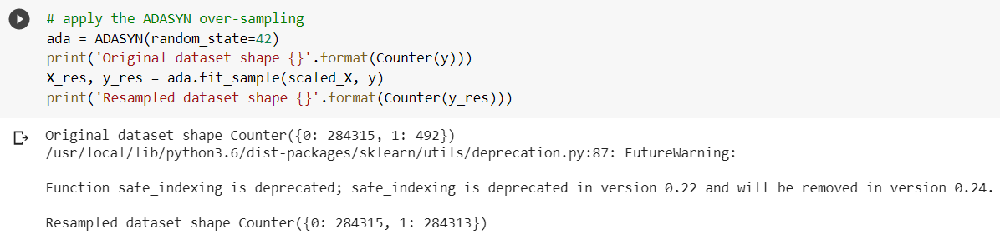 # apply the ADASYN over-sampling
ada = ADASYN(random_state=42)
print('Original dataset shape {}'.format(Counter(y)))
X_res, y_res = ada.fit_sample(scaled_X, y)
print('Resampled dataset shape {}'.format(Counter(y_res)))
Original dataset shape Counter({0: 284315, 1: 492})
/usr/local/lib/python3.6/dist-packages/sklearn/utils/deprecation.py:87: FutureWarning:
Function safe_indexing is deprecated; safe_indexing is deprecated in version 0.22 and will be removed in version 0.24.
Resampled dataset shape Counter({0: 284315, 1: 284313})